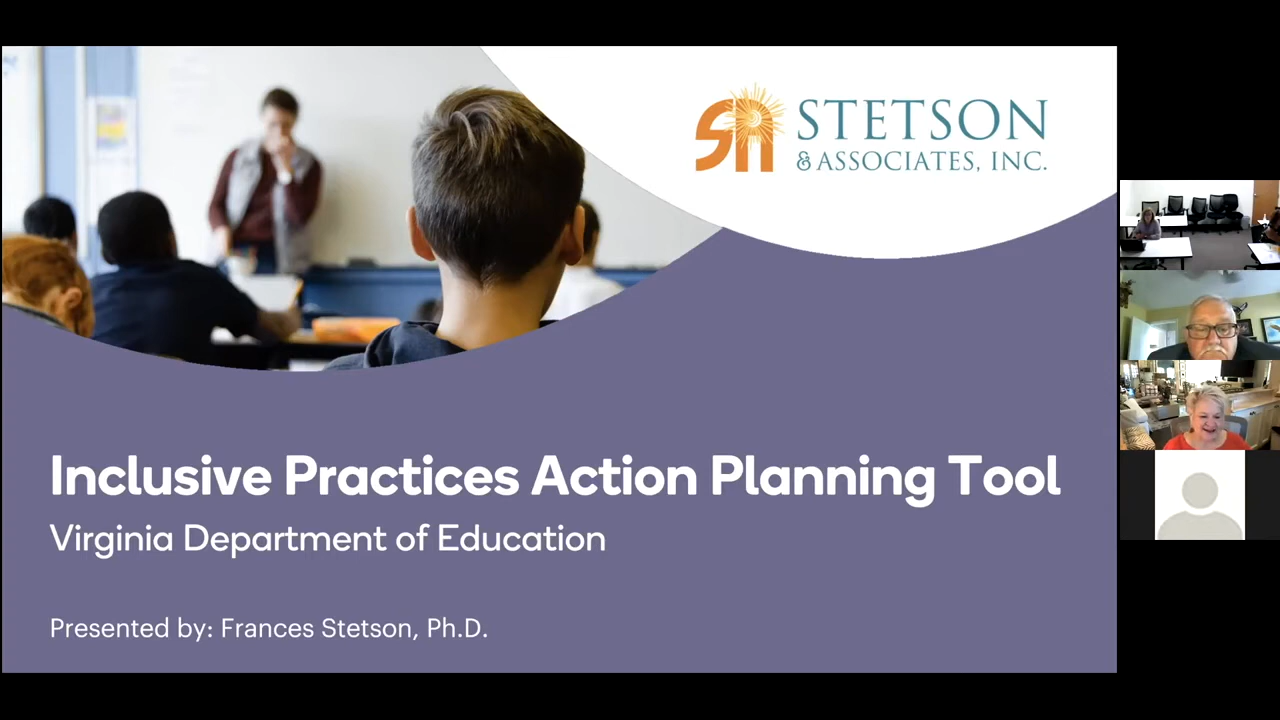 STETSON
& ASSOCIATES, INC.
Inclusive Practices Action Planning Tool
Virginia Department of Education
Presented by: Frances Stetson, Ph.D.